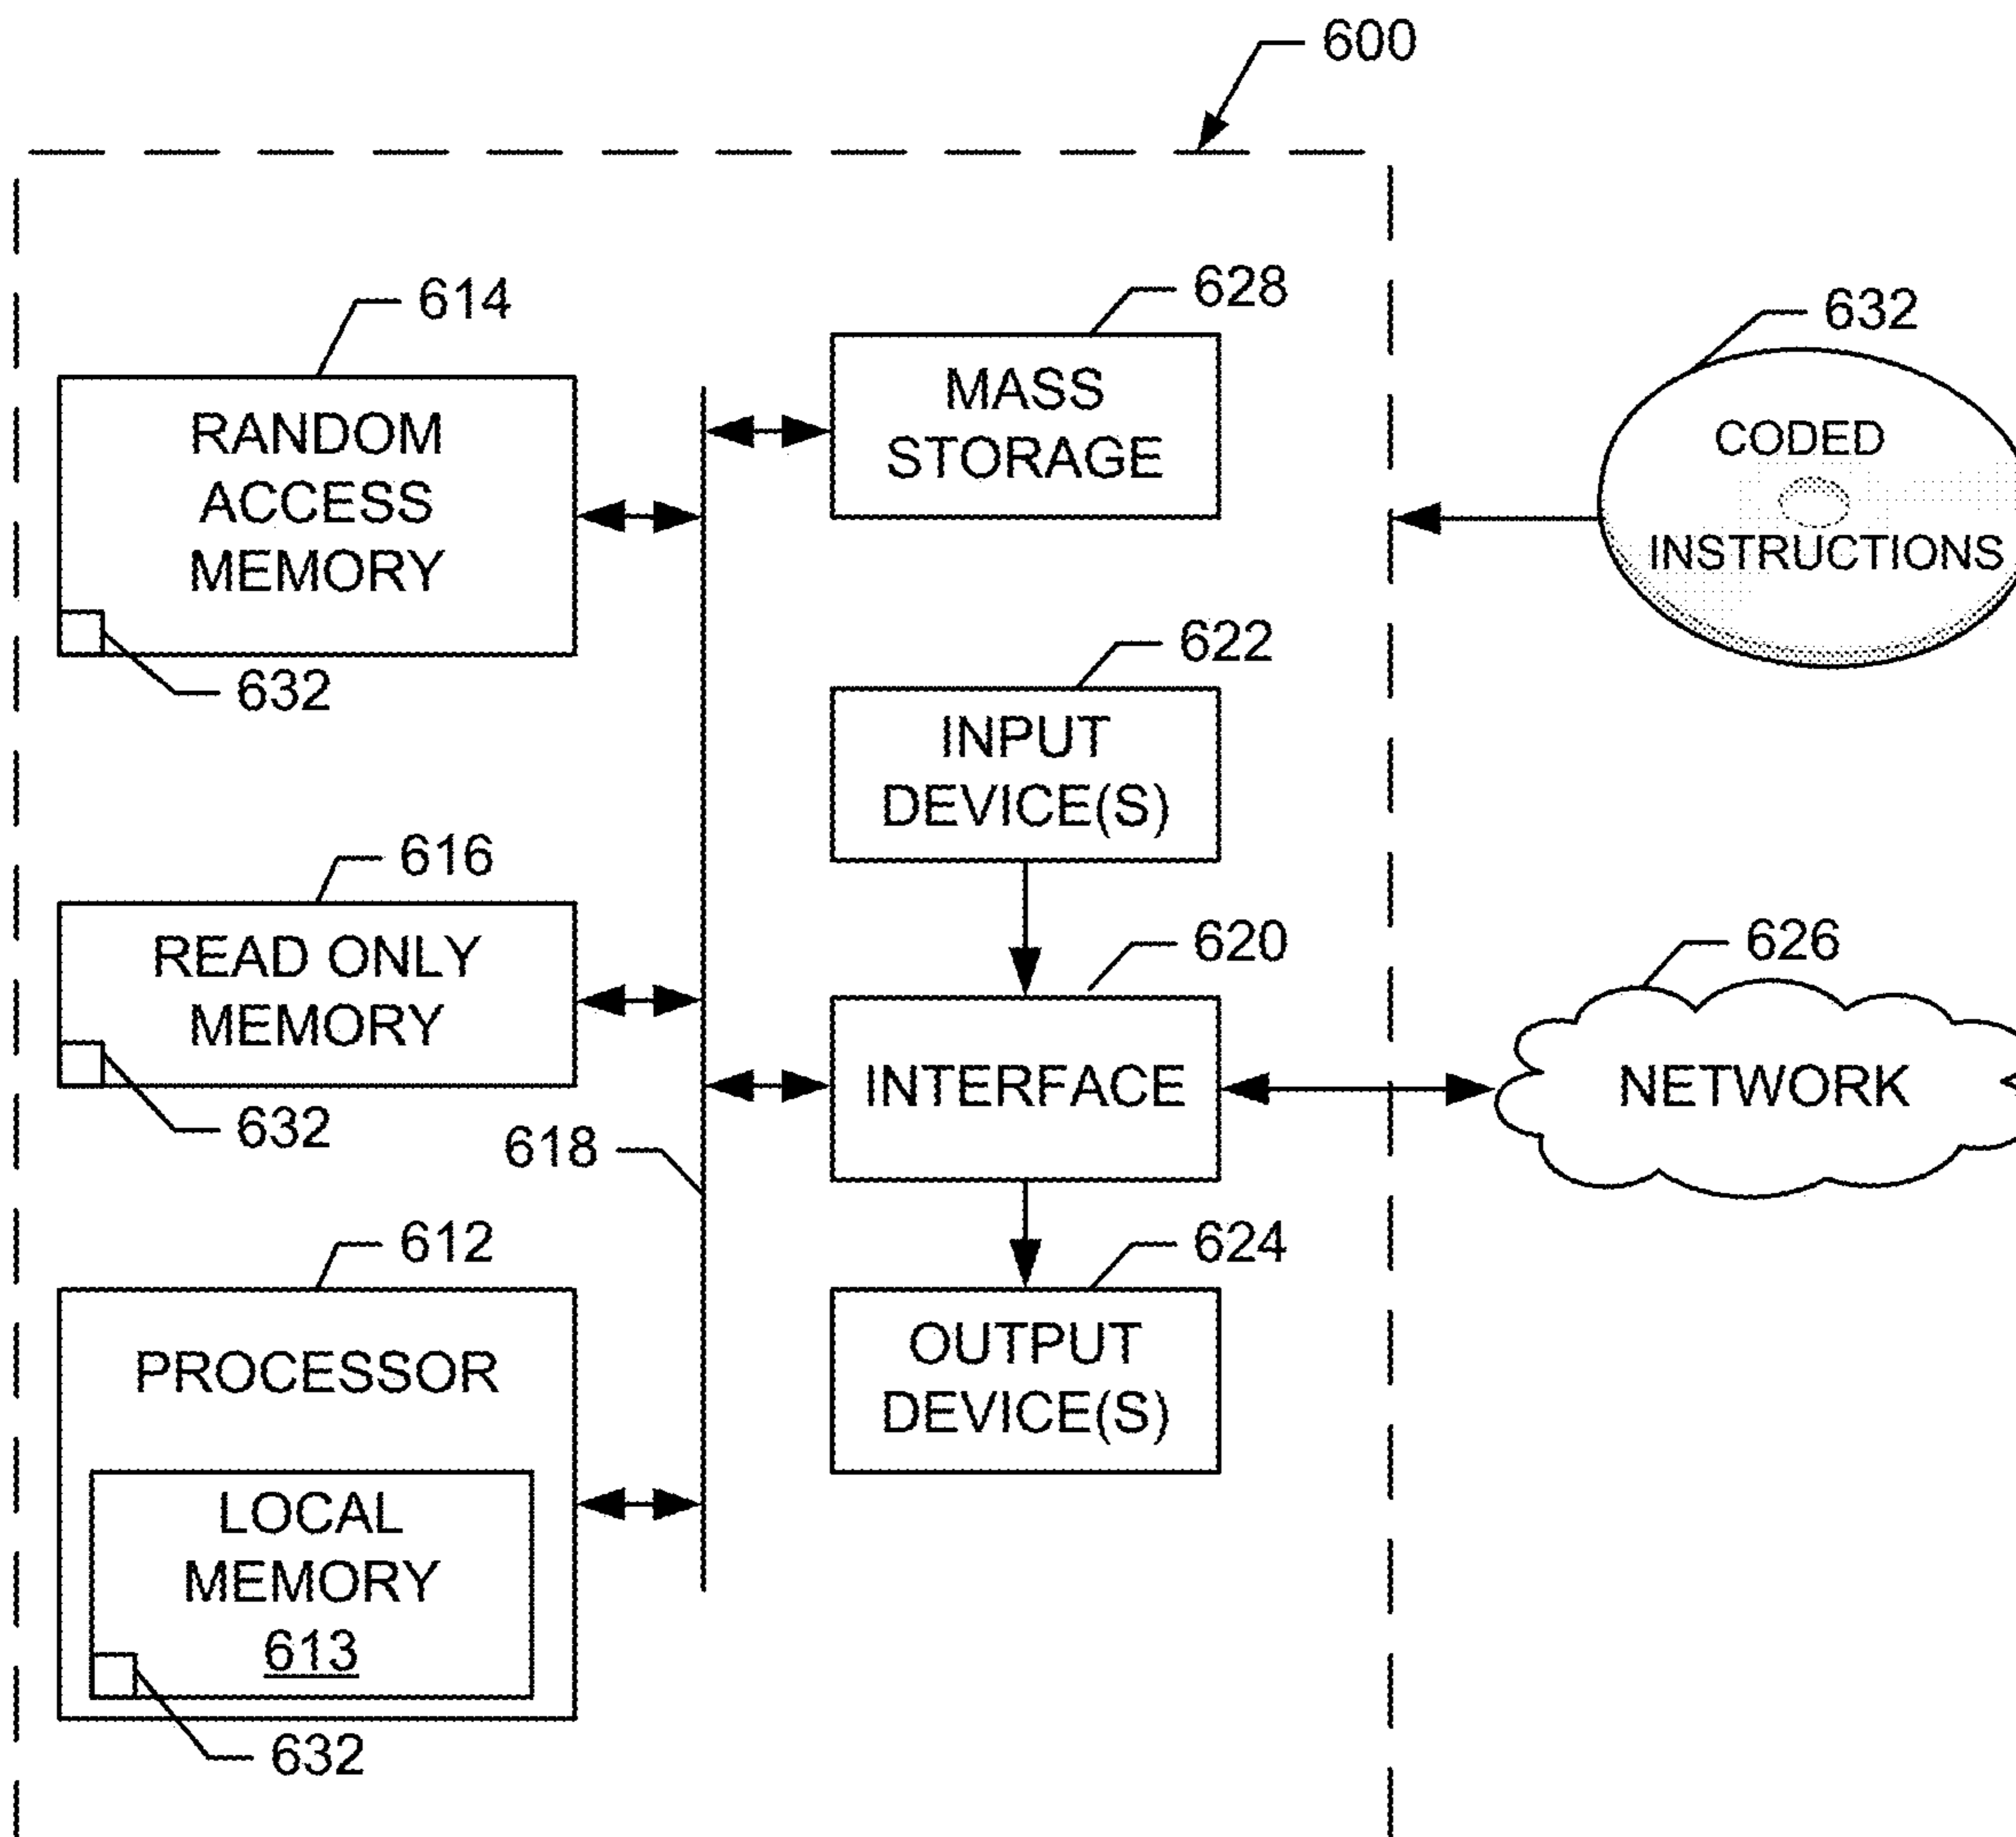 600
614
RANDOM
ACCESS
MEMORY
632
628
MASS
STORAGE
632
CODED
INSTRUCTIONS
622
INPUT
DEVICE(S)
616
READ ONLY
MEMORY
632
618
620
INTERFACE
626
NETWORK
612
PROCESSOR
LOCAL
MEMORY
613
632
624
OUTPUT
DEVICE(S)